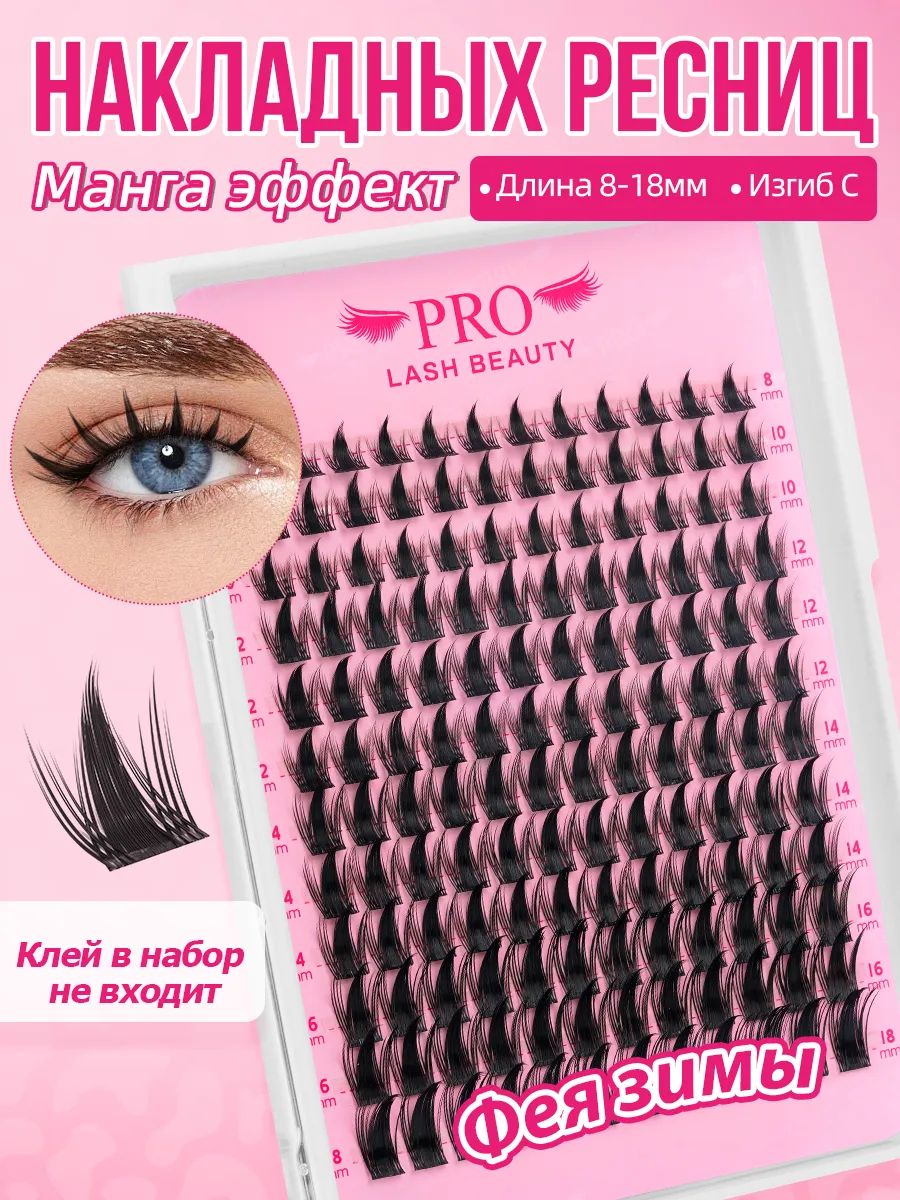 НАКЛАДНЫХ РЕСНИЦ
Манга эффект
• Длина 8-18мм • Изгиб C
PRO
LASH BEAUTY
8 mm
10 mm
10 mm
12 mm
12 mm
12 mm
14 mm
14 mm
14 mm
16 mm
16 mm
18 mm
Клей в набор
не входит
Фея зимы